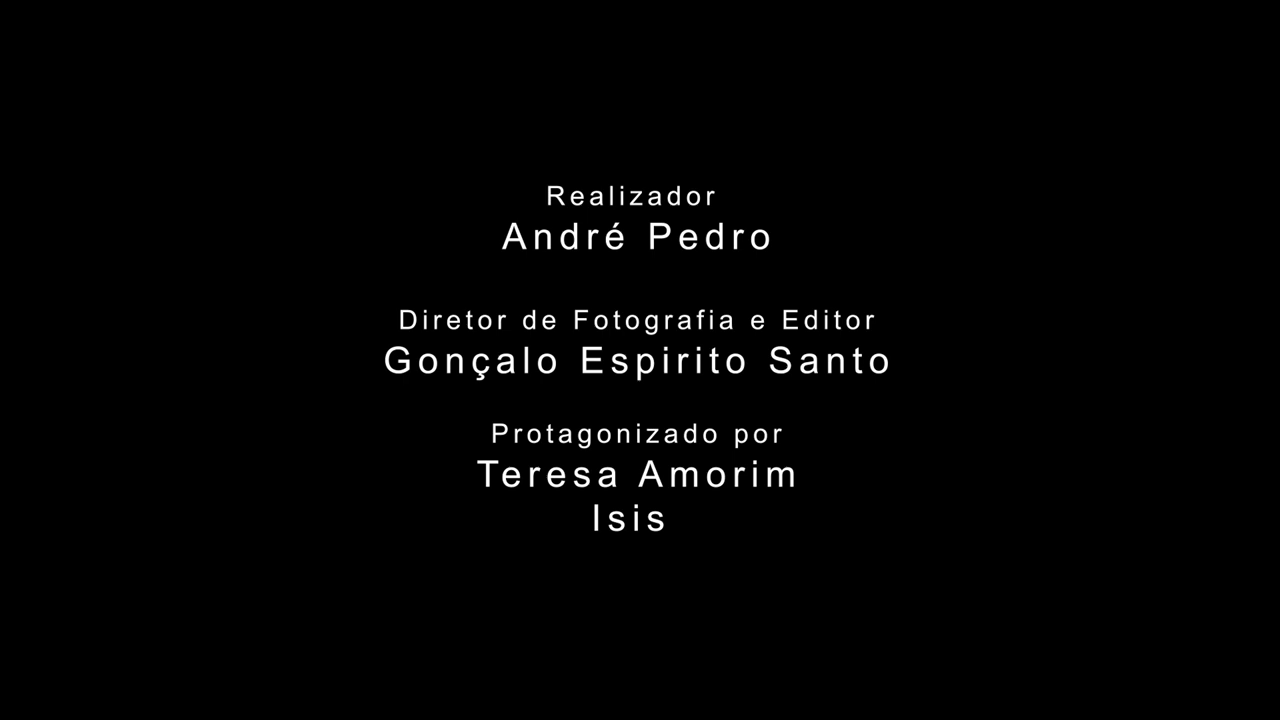 Realizador
André Pedro
Diretor de Fotografia e Editor
Gonçalo Espirito Santo
Protagonizado por
Teresa Amorim
Isis